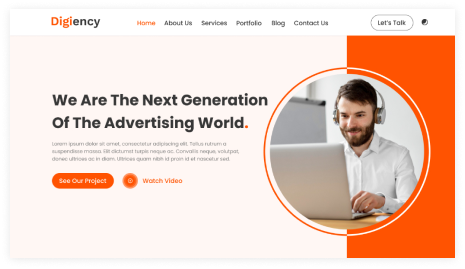 Digiency
Home About Us Services Portfolio Blog Contact Us Let's Talk
We Are The Next Generation
Of The Advertising World.
Lorem ipsum dolor sit amet, consectetur adipiscing elit. Tellus rutrum a
suspendisse massa. Elit dictumst turpis neque ac. Convallis neque, volutpat,
donec ultrices ac in diam. Ultrices quam nibh id proin id et nascetur sed.
See Our Project Watch Video